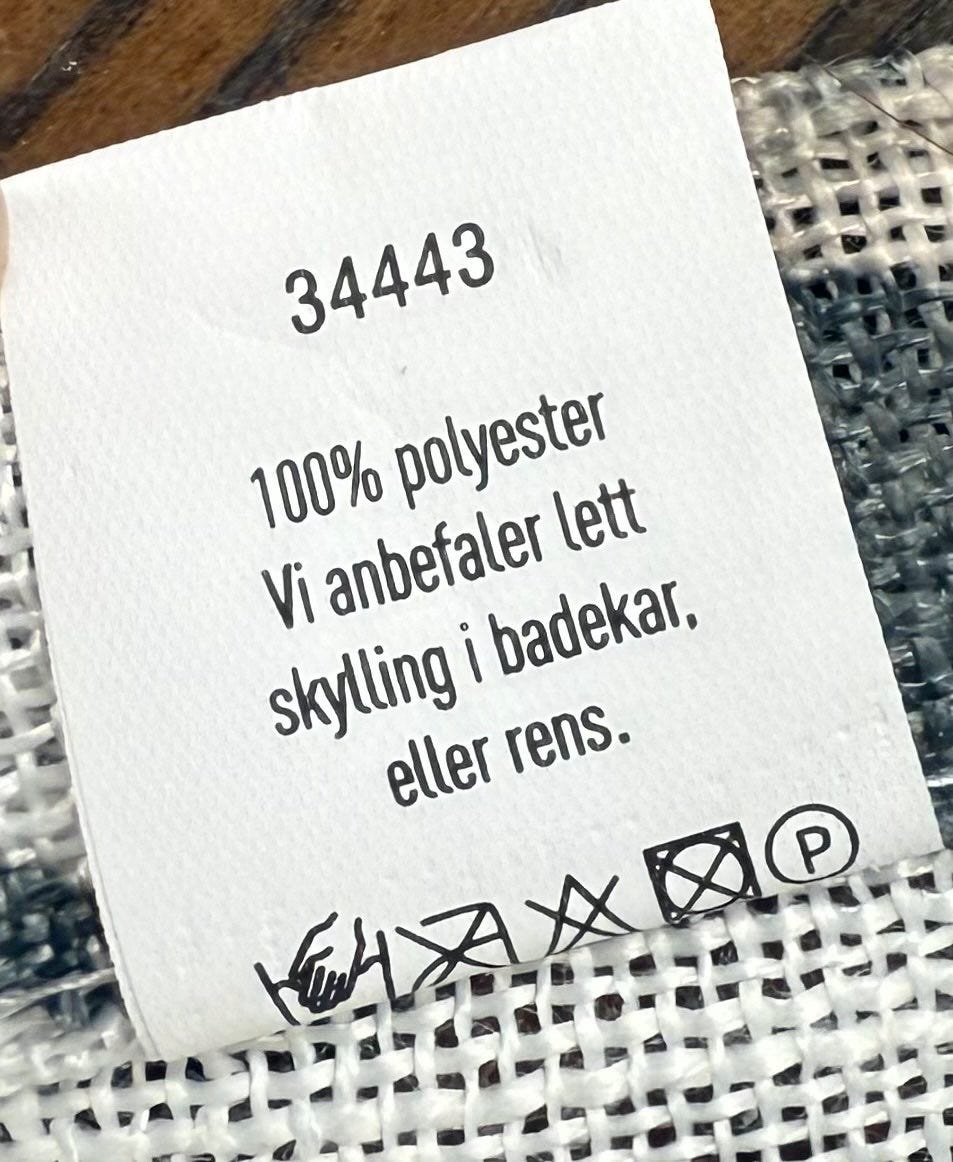 34443
100% polyester
Vi anbefaler lett
skylling i badekar,
eller rens.
P